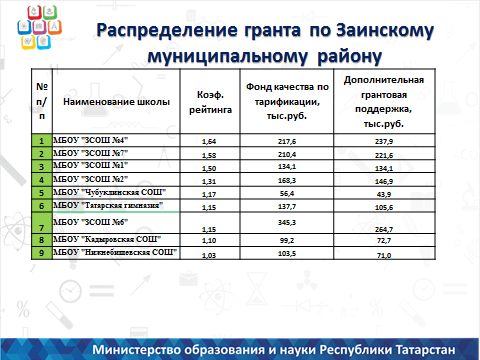 Распределение гранта по Заинскому
муниципальному району
№ п/п Наименование школы Коэф. рейтинга Фонд качества по тарификации, тыс.руб. Дополнительная грантовая поддержка, тыс.руб.
1 МБОУ "ЗСОШ №4" 1,64 217,6 237,9
2 МБОУ "ЗСОШ №7" 1,58 210,4 221,6
3 МБОУ "ЗСОШ №1" 1,50 134,1 134,1
4 МБОУ "ЗСОШ №2" 1,31 168,3 146,9
5 МБОУ "Чубуклинская СОШ" 1,17 56,4 43,9
6 МБОУ "Татарская гимназия" 1,15 137,7 105,6
7 МБОУ "ЗСОШ №6" 1,15 345,3 264,7
8 МБОУ "Кадыровская СОШ" 1,10 99,2 72,7
9 МБОУ "Нижнебишевская СОШ" 1,03 103,5 71,0
Министерство образования и науки Республики Татарстан